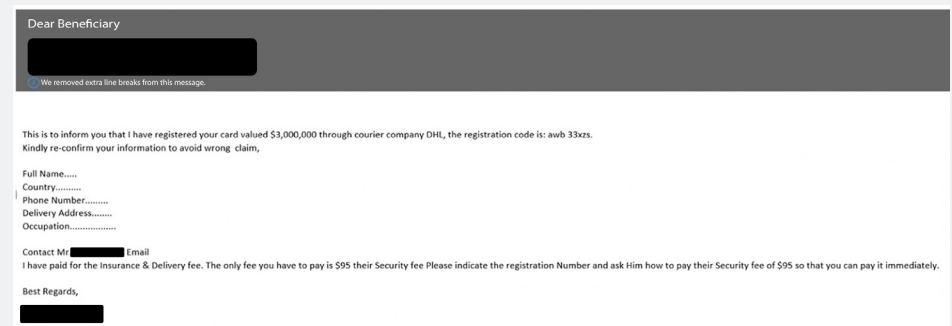 Dear Beneficiary
We removed extra line breaks from this message.
This is to inform you that I have registered your card valued $3,000,000 through courier company DHL, the registration code is: awb 33xzs.
Kindly re-confirm your information to avoid wrong claim,
Full Name.....
Country..........
Phone Number.........
Delivery Address........
Occupation..................
Contact Mr Email
I have paid for the Insurance & Delivery fee. The only fee you have to pay is $95 their Security fee Please indicate the registration Number and ask Him how to pay their Security fee of $95 so that you can pay it immediately.
Best Regards,